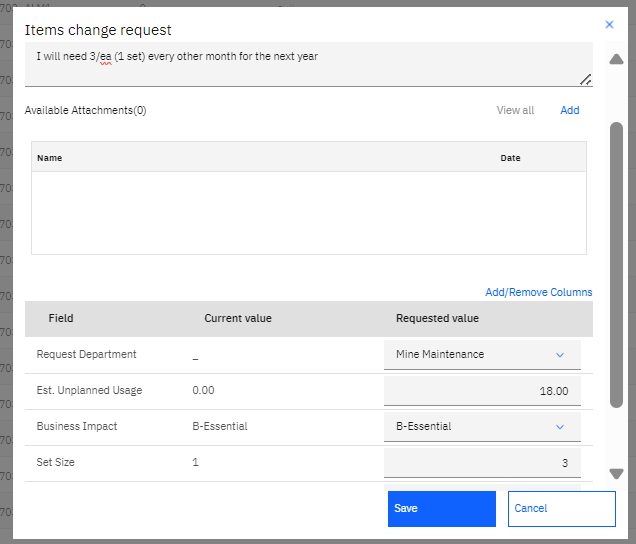 Items change request
I will need 3/ea (1 set) every other month for the next year
Available Attachments(0) View all Add
Name Date
Add/Remove Columns
Field Current value Requested value
Request Department _ Mine Maintenance
Est. Unplanned Usage 0.00 18.00
Business Impact B-Essential B-Essential
Set Size 1 3
Save Cancel